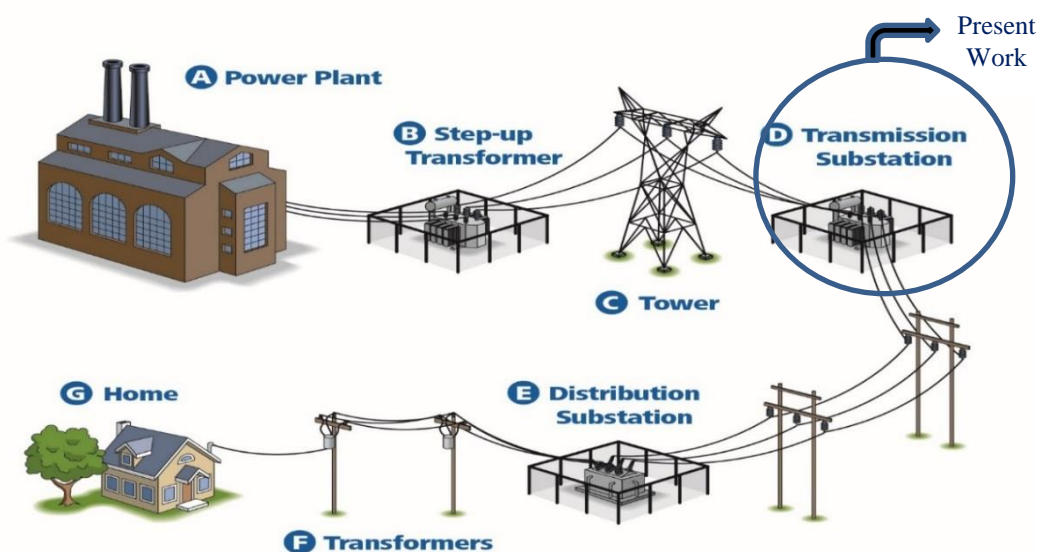 Present
Work
A Power Plant
B Step-up
Transformer
D Transmission
Substation
C Tower
G Home
E Distribution
Substation
F Transformers